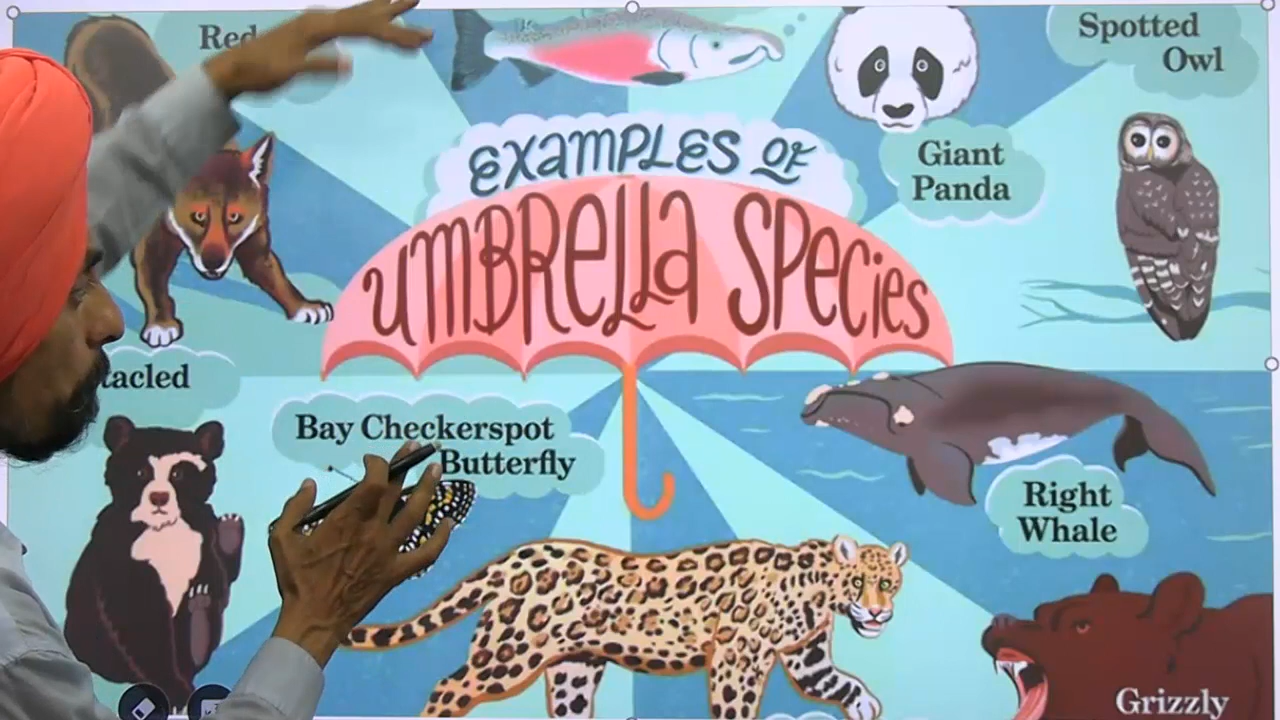 Red
Spotted
Owl
EXAMPLES OF
UMBRELLA SPECIES
Giant
Panda
tacled
Bay Checkerspot
Butterfly
Right
Whale
Grizzly